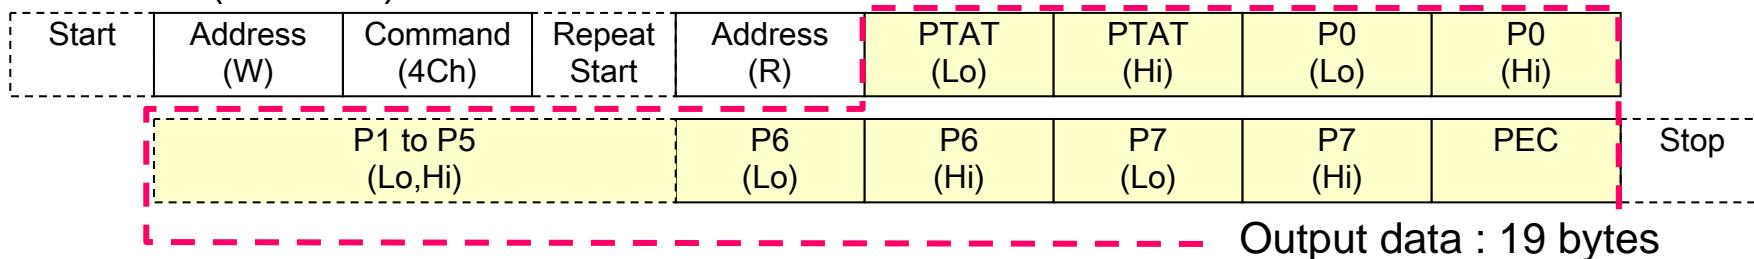 Start Address Command Repeat Address PTAT PTAT P0 P0
(W) (4Ch) Start (R) (Lo) (Hi) (Lo) (Hi)
P1 to P5 P6 P6 P7 P7 PEC Stop
(Lo,Hi) (Lo) (Hi) (Lo) (Hi)
Output data : 19 bytes